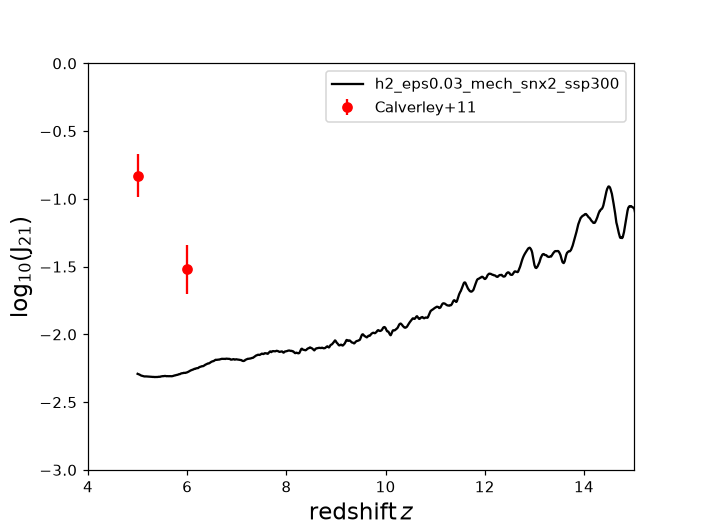 0.0
−0.5
−1.0
−1.5
−2.0
−2.5
−3.0
log₁₀(J₂₁)
h2_eps0.03_mech_snx2_ssp300
Calverley+11
4 6 8 10 12 14
redshift z